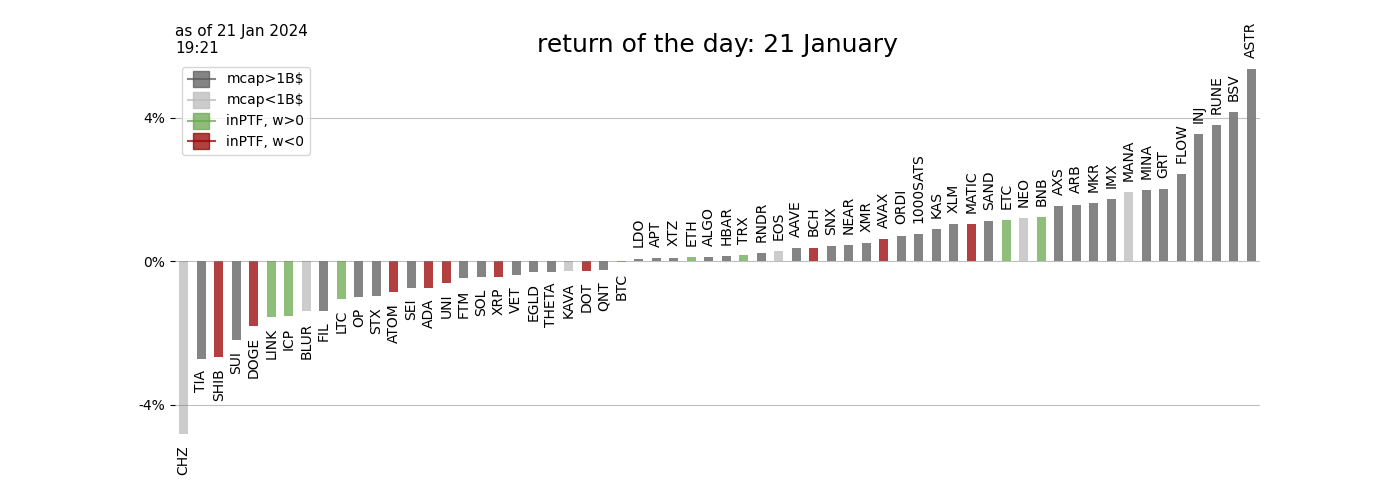 as of 21 Jan 2024
19:21
return of the day: 21 January
mcap>1B$
mcap<1B$
inPTF, w>0
inPTF, w<0
4%
0%
-4%
CHZ
TIA
SHIB
SUI
DOGE
LINK
ICP
BLUR
FIL
LTC
OP
STX
ATOM
SEI
ADA
UNI
FTM
SOL
XRP
VET
EGLD
THETA
KAVA
DOT
QNT
BTC
LDO
APT
XTZ
ETH
ALGO
HBAR
TRX
RNDR
EOS
AAVE
BCH
SNX
NEAR
XMR
AVAX
ORDI
1000SATS
KAS
XLM
MATIC
SAND
ETC
NEO
BNB
AXS
ARB
MKR
IMX
MANA
MINA
GRT
FLOW
INJ
RUNE
BSV
ASTR